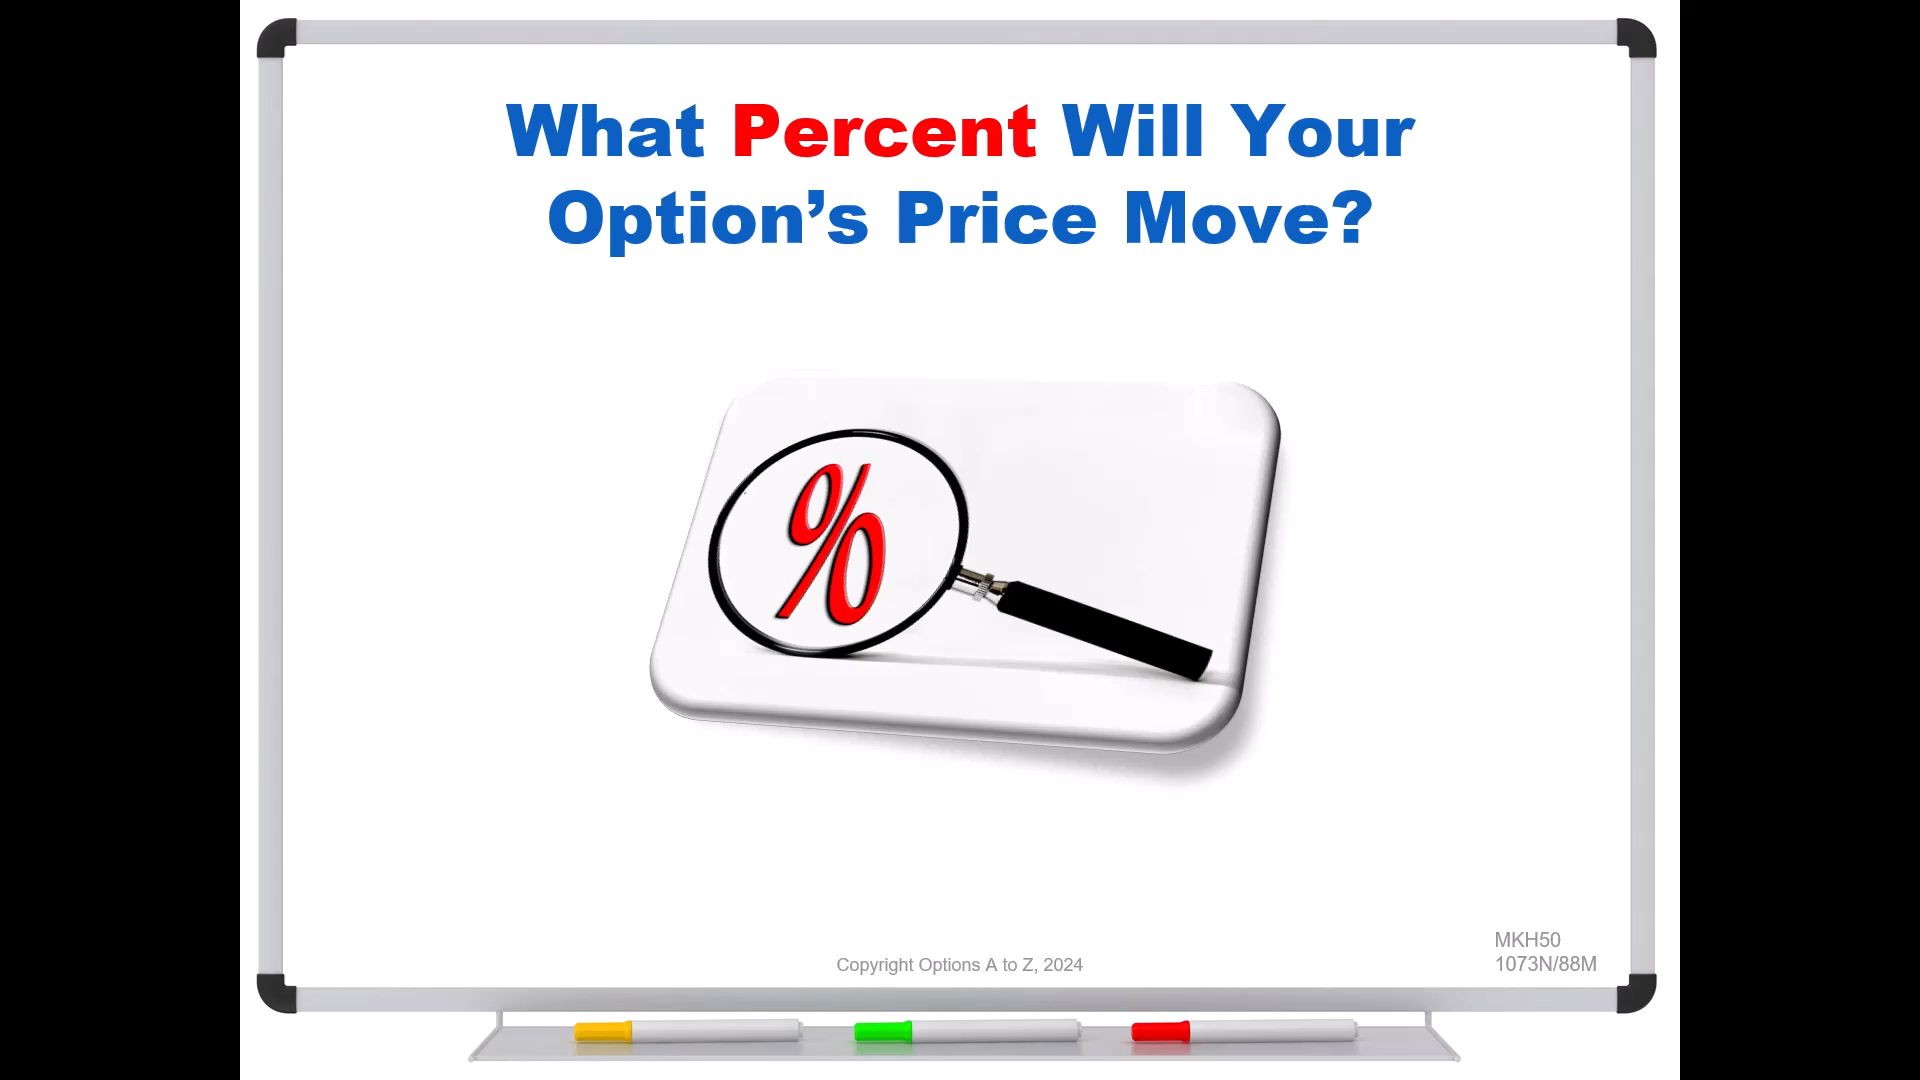 What Percent Will Your
Option’s Price Move?
%
MKH50
Copyright Options A to Z, 2024
1073N/88M